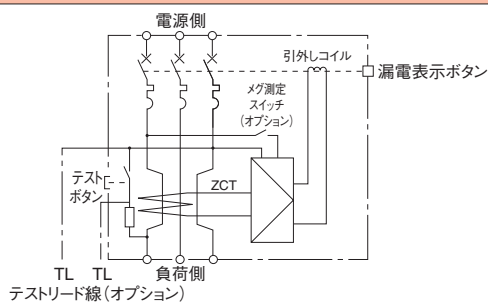 電源側
引外しコイル
漏電表示ボタン
メグ測定
スイッチ
(オプション)
テスト
ボタン
ZCT
TL
TL
負荷側
テストリード線(オプション)